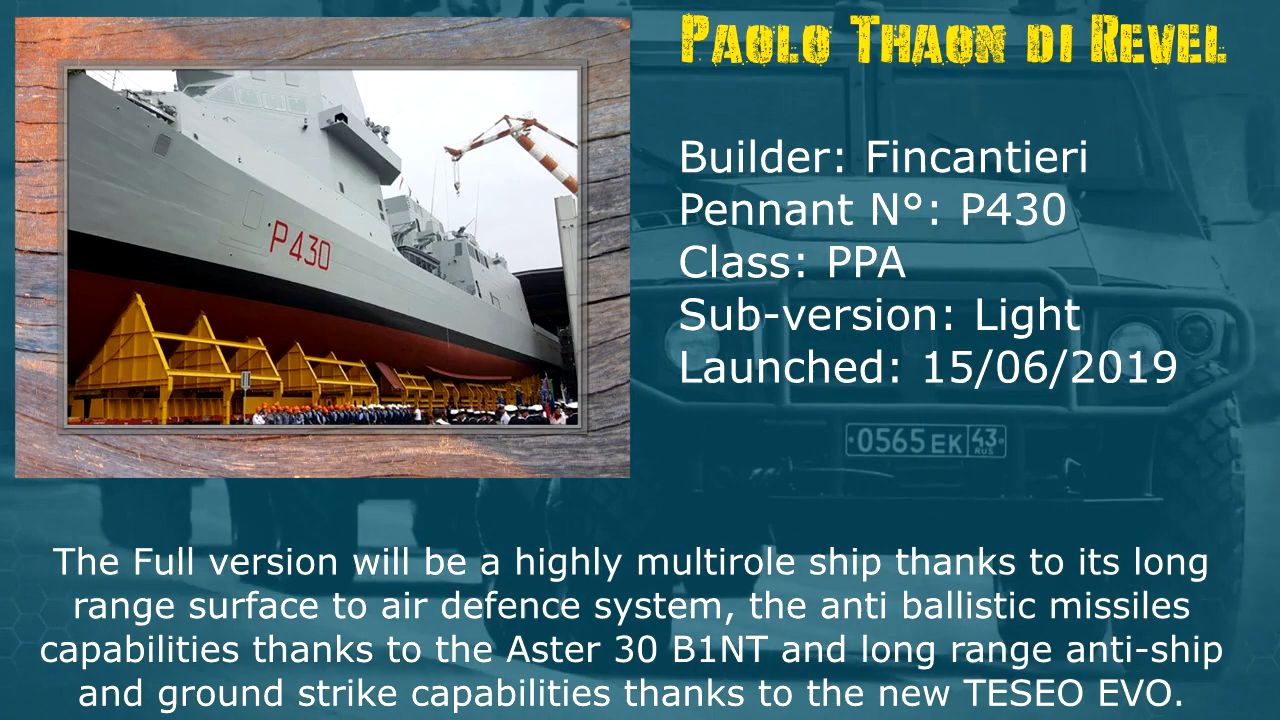 Paolo Thaon di Revel
P430
Builder: Fincantieri
Pennant N°: P430
Class: PPA
Sub-version: Light
Launched: 15/06/2019
0565 ЕК 43 RUS
The Full version will be a highly multirole ship thanks to its long
range surface to air defence system, the anti ballistic missiles
capabilities thanks to the Aster 30 B1NT and long range anti-ship
and ground strike capabilities thanks to the new TESEO EVO.